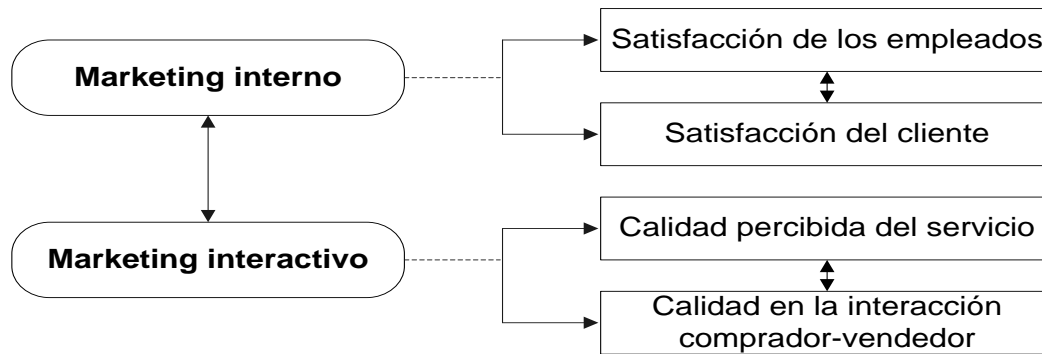 Marketing interno
Satisfacción de los empleados
Satisfacción del cliente
Marketing interactivo
Calidad percibida del servicio
Calidad en la interacción
comprador-vendedor